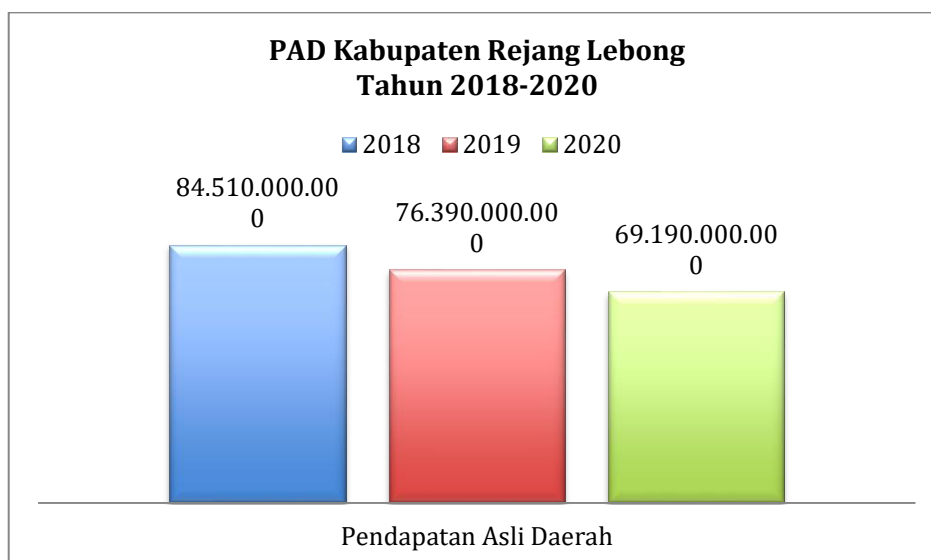 PAD Kabupaten Rejang Lebong
Tahun 2018-2020
2018 2019 2020
84.510.000.00
0
76.390.000.00
0
69.190.000.00
0
Pendapatan Asli Daerah